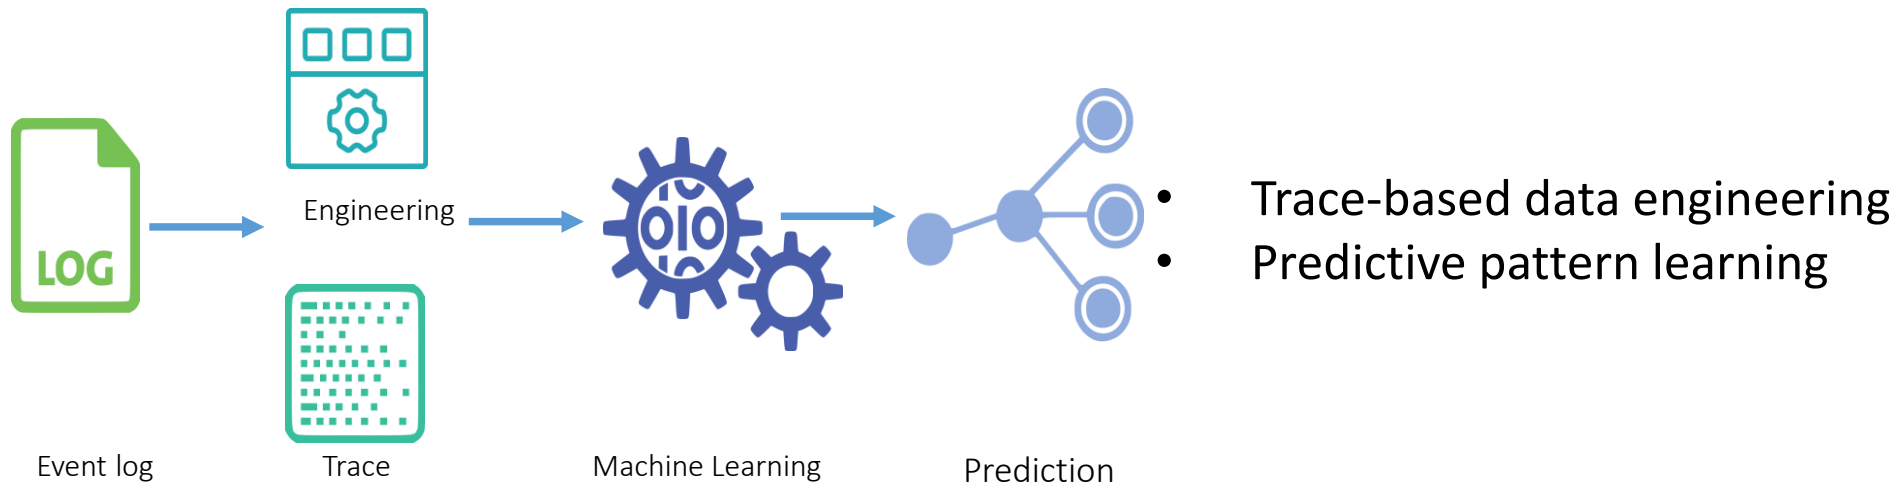 LOG
Event log
Engineering
Trace
Machine Learning
Prediction
• Trace-based data engineering
• Predictive pattern learning